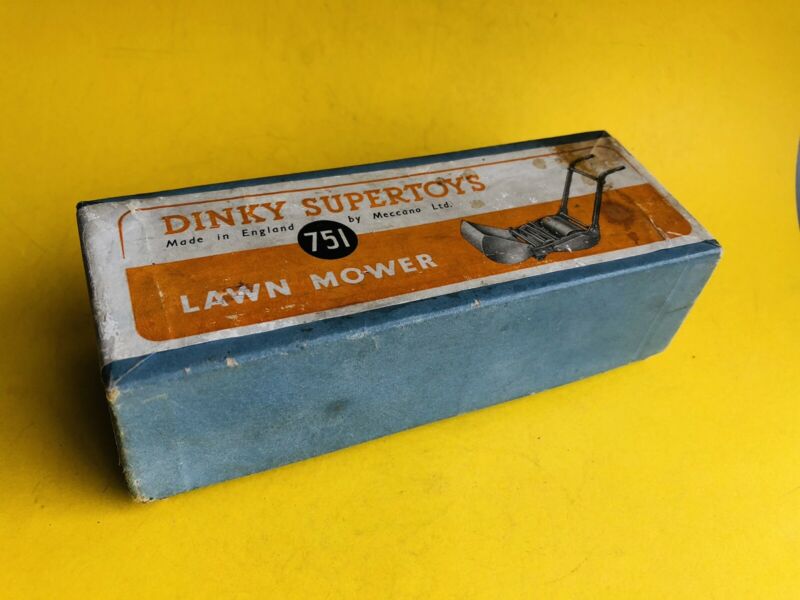 DINKY SUPERTOYS
Made in England by Meccano Ltd.
751
LAWN MOWER